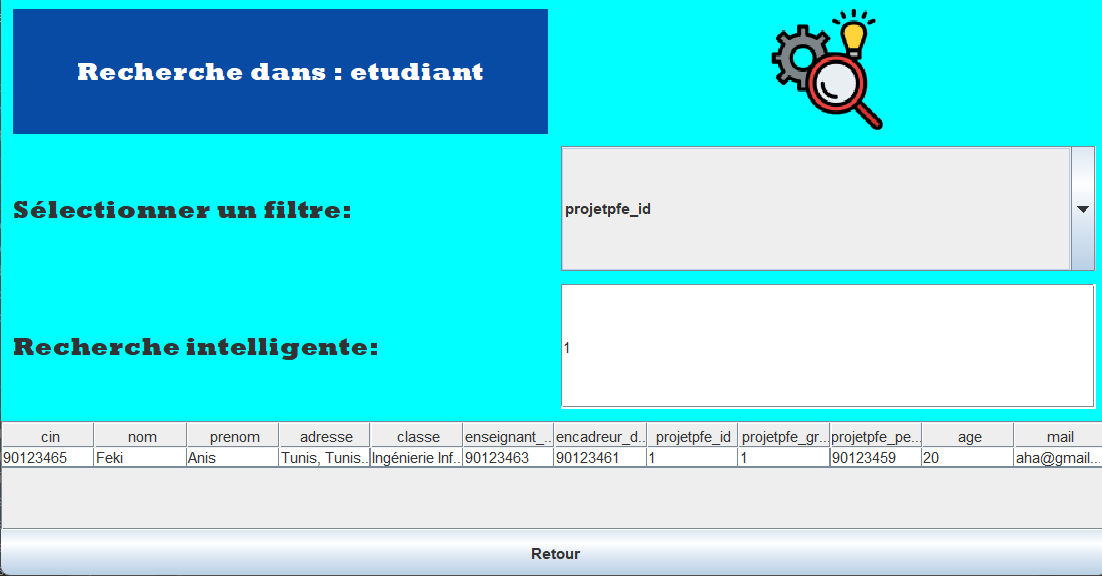 Recherche dans : etudiant
Sélectionner un filtre:
projetpfe_id
Recherche intelligente:
1
cin nom prenom adresse classe enseignant_... encadreur_d... projetpfe_id projetpfe_gr... projetpfe_pe... age mail
90123465 Feki Anis Tunis, Tunis... Ingénierie Inf... 90123463 90123461 1 1 90123459 20 aha@gmail...
Retour